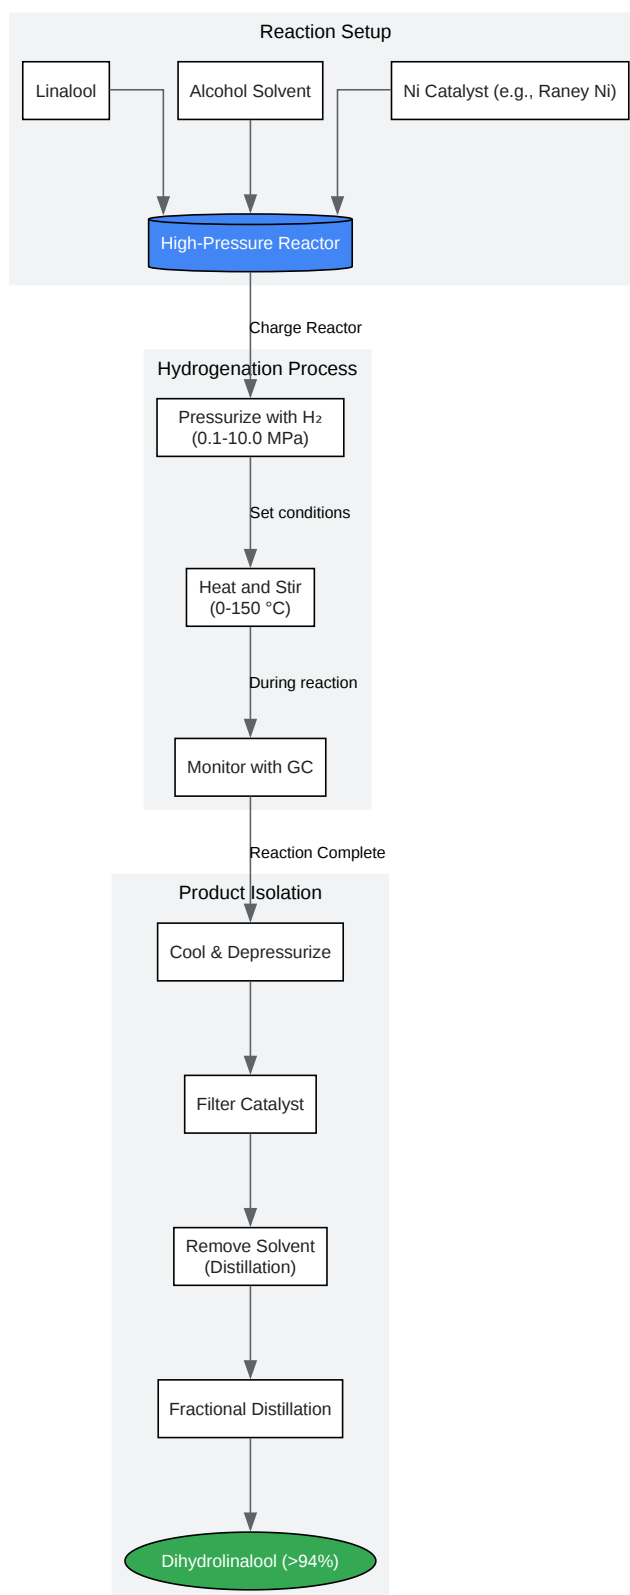 Reaction Setup
Linalool
Alcohol Solvent
Ni Catalyst (e.g., Raney Ni)
High-Pressure Reactor
Charge Reactor
Hydrogenation Process
Pressurize with H₂
(0.1-10.0 MPa)
Set conditions
Heat and Stir
(0-150 °C)
During reaction
Monitor with GC
Reaction Complete
Product Isolation
Cool & Depressurize
Filter Catalyst
Remove Solvent
(Distillation)
Fractional Distillation
Dihydrolinalool (>94%)